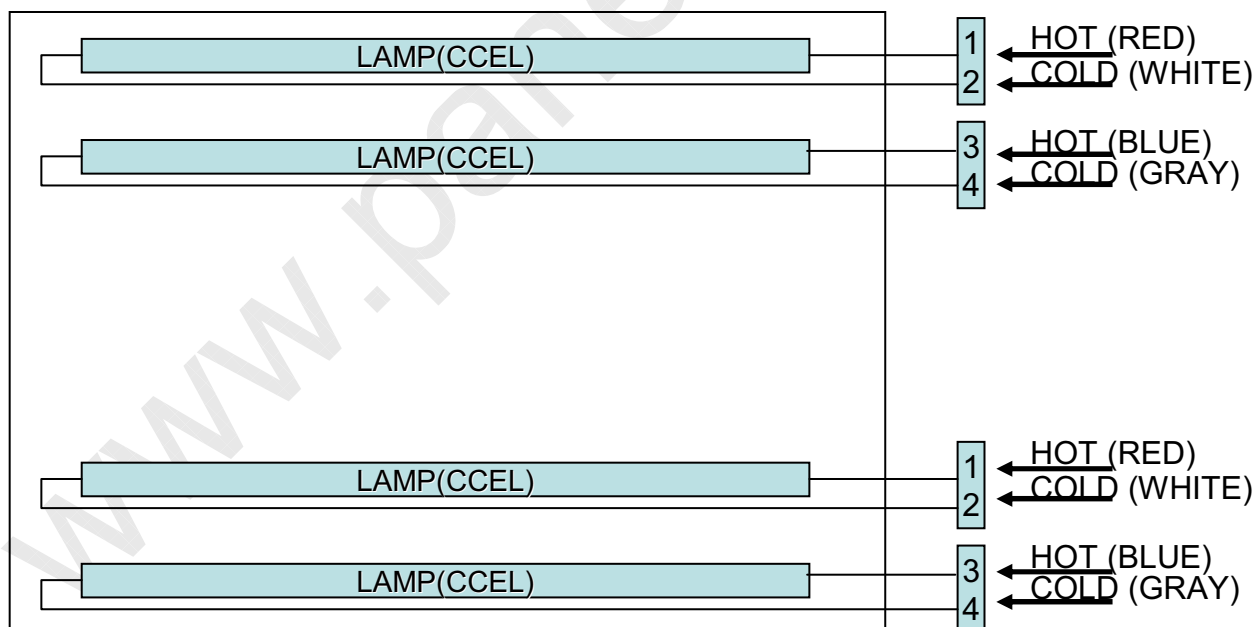 LAMP(CCEL)
1
HOT (RED)
2
COLD (WHITE)
LAMP(CCEL)
3
HOT (BLUE)
4
COLD (GRAY)
LAMP(CCEL)
1
HOT (RED)
2
COLD (WHITE)
LAMP(CCEL)
3
HOT (BLUE)
4
COLD (GRAY)
www.pane